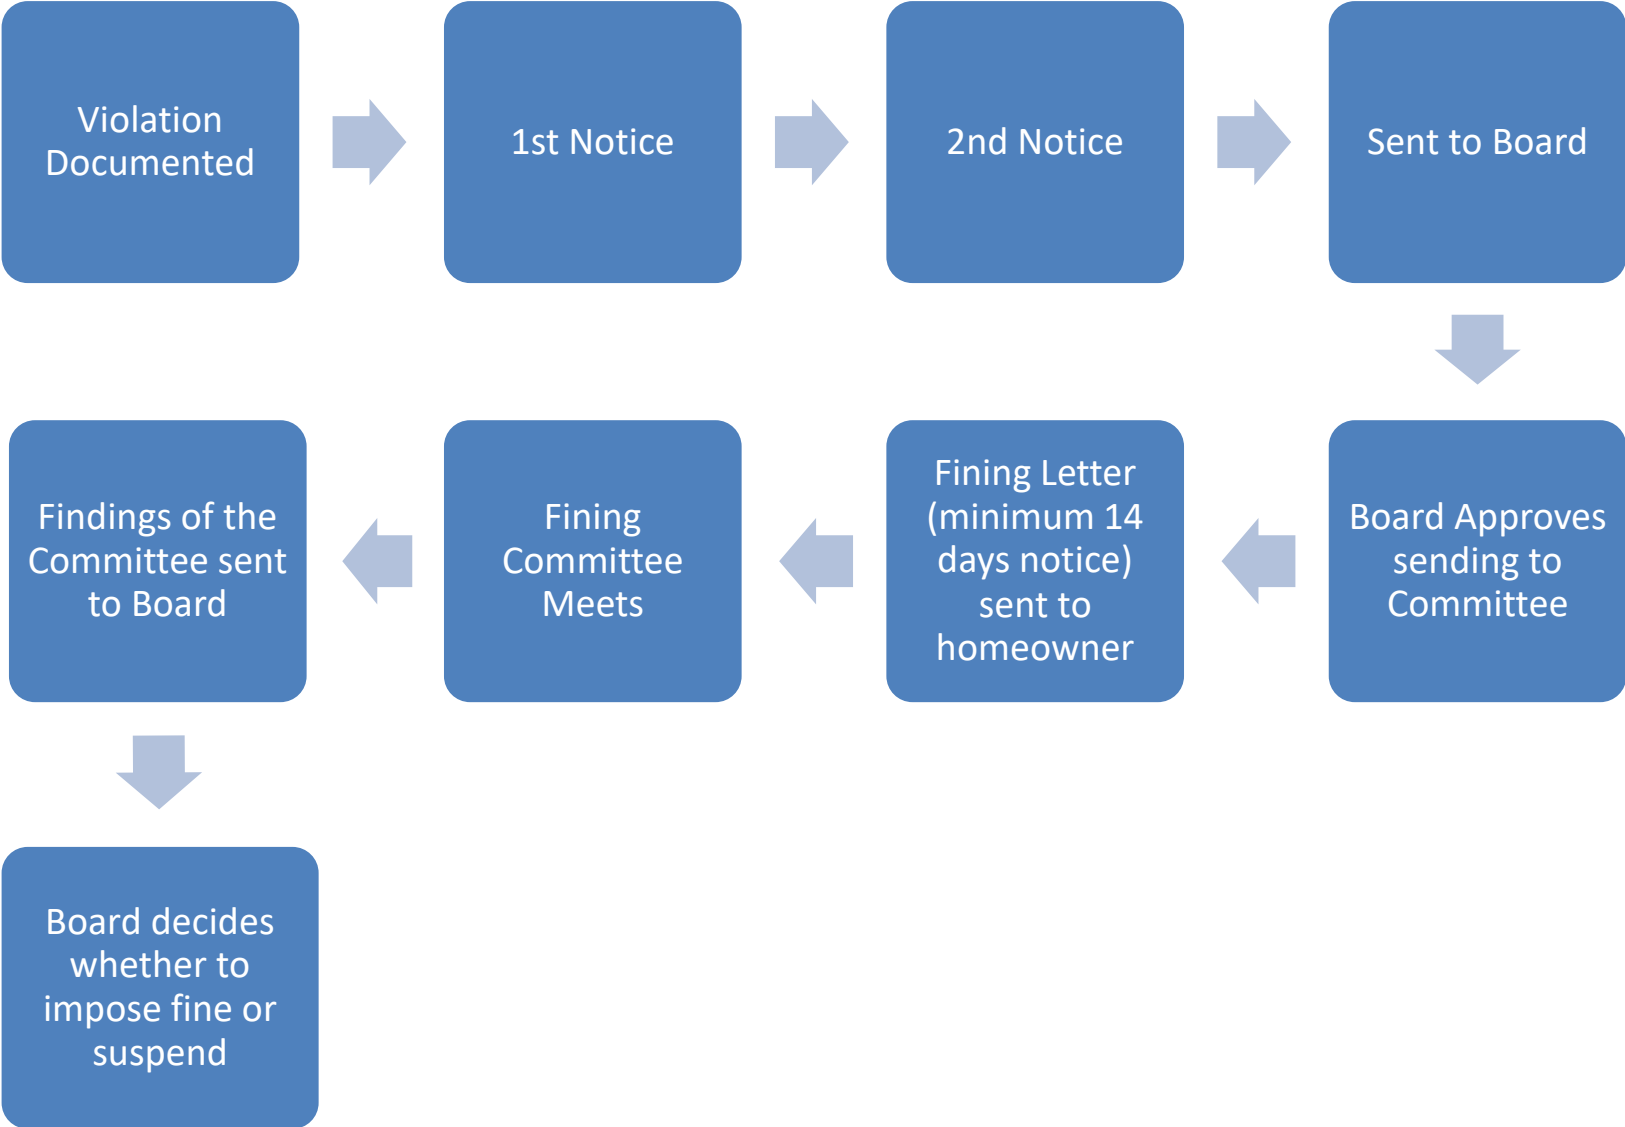 Violation
Documented
1st Notice
2nd Notice
Sent to Board
Board Approves
sending to
Committee
Fining Letter
(minimum 14
days notice)
sent to
homeowner
Fining
Committee
Meets
Findings of the
Committee sent
to Board
Board decides
whether to
impose fine or
suspend